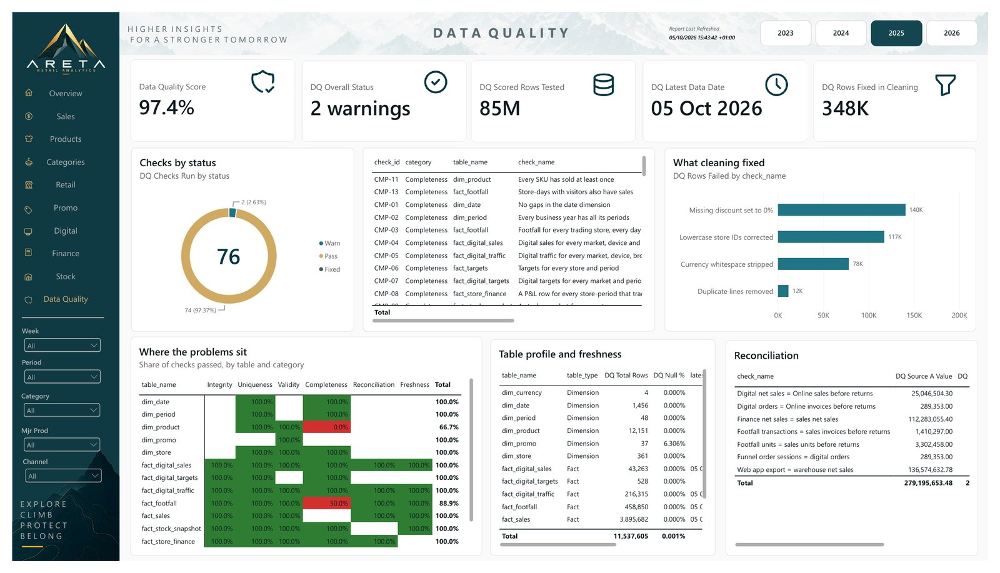 ARETA
RETAIL ANALYTICS
Overview
Sales
Products
Categories
Retail
Promo
Digital
Finance
Stock
Data Quality
Week
All
Period
All
Category
All
Mjr Prod
All
Channel
All
EXPLORE
CLIMB
PROTECT
BELONG
HIGHER INSIGHTS
FOR A STRONGER TOMORROW
DATA QUALITY
Report Last Refreshed
05/10/2026 15:43:42 +01:00
2023 2024 2025 2026
Data Quality Score
97.4%
DQ Overall Status
2 warnings
DQ Scored Rows Tested
85M
DQ Latest Data Date
05 Oct 2026
DQ Rows Fixed in Cleaning
348K
Checks by status
DQ Checks Run by status
2 (2.63%)
76
74 (97.37%)
Warn
Pass
Fixed
check_id category table_name check_name
CMP-11 Completeness dim_product Every SKU has sold at least once
CMP-13 Completeness fact_footfall Store-days with visitors also have sales
CMP-01 Completeness dim_date No gaps in the date dimension
CMP-02 Completeness dim_period Every business year has all its periods
CMP-03 Completeness fact_footfall Footfall for every trading store, every day
CMP-04 Completeness fact_digital_sales Digital sales for every market, device and
CMP-05 Completeness fact_digital_traffic Digital traffic for every market, device, brc
CMP-06 Completeness fact_targets Targets for every store and period
CMP-07 Completeness fact_digital_targets Digital targets for every market and perio
CMP-08 Completeness fact_store_finance A P&L row for every store-period that tra
Total
What cleaning fixed
DQ Rows Failed by check_name
Missing discount set to 0% 140K
Lowercase store IDs corrected 117K
Currency whitespace stripped 78K
Duplicate lines removed 12K
0K 50K 100K 150K 200K
Where the problems sit
Share of checks passed, by table and category
table_name Integrity Uniqueness Validity Completeness Reconciliation Freshness Total
dim_date 100.0% 100.0% 100.0%
dim_period 100.0% 100.0% 100.0%
dim_product 100.0% 100.0% 0.0% 66.7%
dim_promo 100.0% 100.0%
dim_store 100.0% 100.0% 100.0% 100.0%
fact_digital_sales 100.0% 100.0% 100.0% 100.0% 100.0% 100.0% 100.0%
fact_digital_targets 100.0% 100.0% 100.0% 100.0%
fact_digital_traffic 100.0% 100.0% 100.0% 100.0% 100.0% 100.0% 100.0%
fact_footfall 100.0% 100.0% 100.0% 50.0% 100.0% 100.0% 88.9%
fact_sales 100.0% 100.0% 100.0% 100.0% 100.0% 100.0%
fact_stock_snapshot 100.0% 100.0% 100.0% 100.0% 100.0% 100.0%
fact_store_finance 100.0% 100.0% 100.0% 100.0% 100.0% 100.0%
Table profile and freshness
table_name table_type DQ Total Rows DQ Null % late
dim_currency Dimension 4 0.000%
dim_date Dimension 1,456 0.000%
dim_period Dimension 48 0.000%
dim_product Dimension 12,151 0.000%
dim_promo Dimension 37 6.306%
dim_store Dimension 361 0.000%
fact_digital_sales Fact 43,263 0.000% 05 O
fact_digital_targets Fact 528 0.000%
fact_digital_traffic Fact 216,315 0.000% 05 O
fact_footfall Fact 458,850 0.000% 05 O
fact_sales Fact 3,895,682 0.000% 05 O
Total 11,537,605 0.001%
Reconciliation
check_name DQ Source A Value DQ
Digital net sales = Online sales before returns 25,046,504.30
Digital orders = Online invoices before returns 289,353.00
Finance net sales = sales net sales 112,283,055.40
Footfall transactions = sales invoices before returns 1,410,297.00
Footfall units = sales units before returns 3,302,458.00
Funnel order sessions = digital orders 289,353.00
Web app export = warehouse net sales 136,574,632.78
Total 279,195,653.48 2